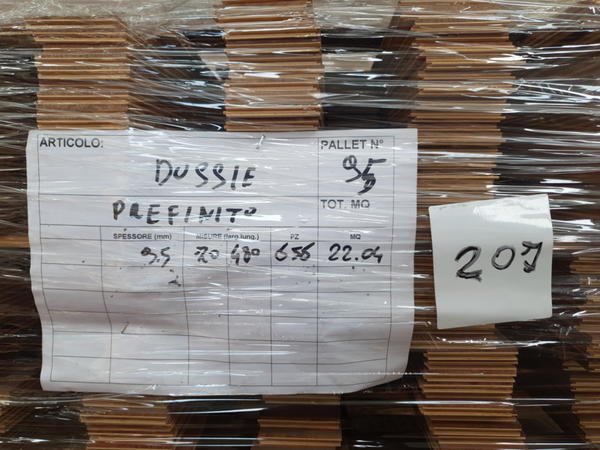 ARTICOLO:
PALLET N°
DUSSIE
95
PREFINITO
TOT. MQ
SPESSORE (mm) MISURE (larg.lung.) PZ MQ
9.5 70 480 656 22.04
207